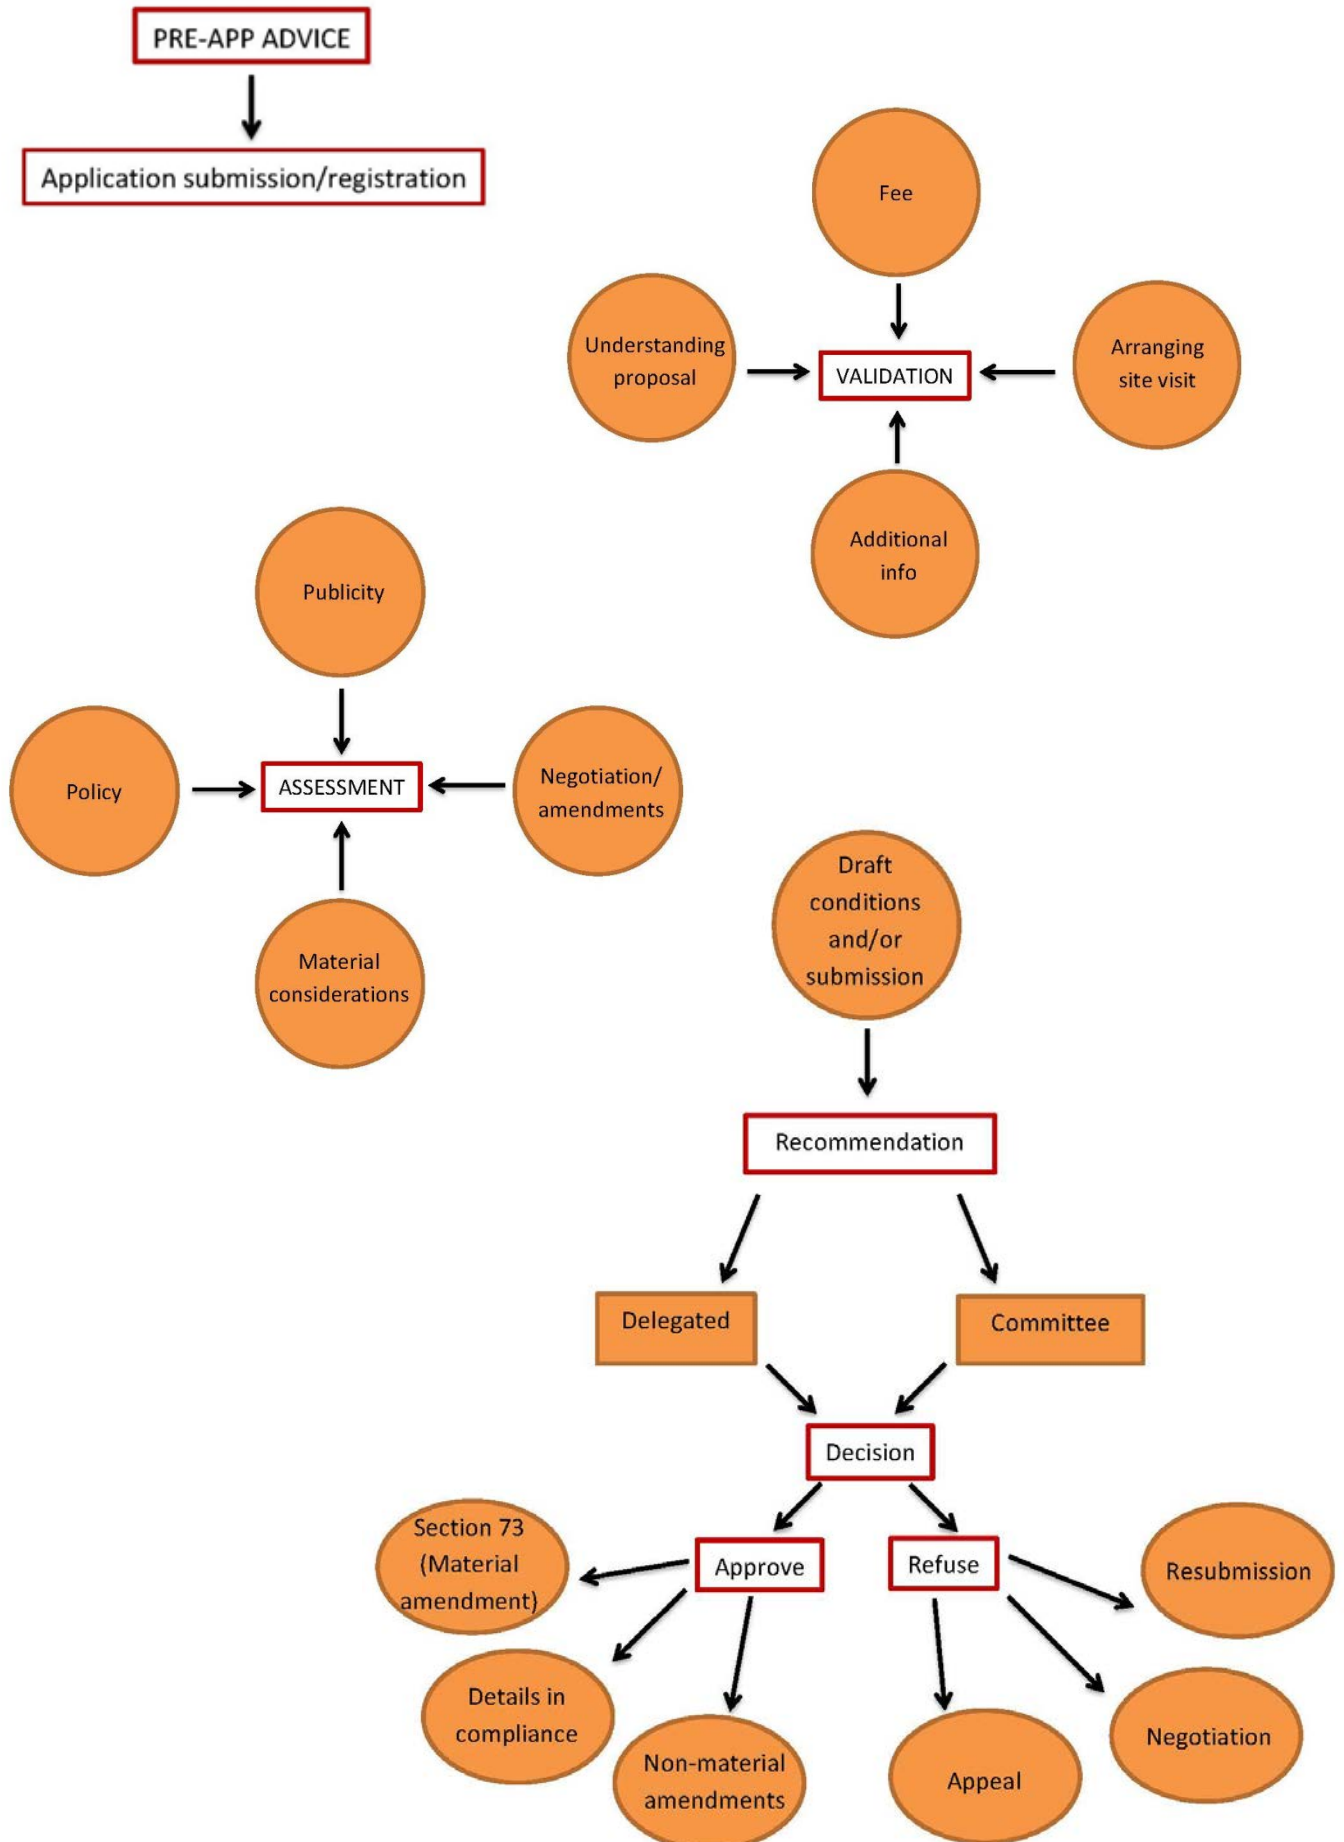 PRE-APP ADVICE
Application submission/registration
Fee
Understanding
proposal
VALIDATION
Arranging
site visit
Additional
info
Publicity
Policy
ASSESSMENT
Negotiation/
amendments
Material
considerations
Draft
conditions
and/or
submission
Recommendation
Delegated
Committee
Decision
Approve
Refuse
Section 73
(Material
amendment)
Details in
compliance
Non-material
amendments
Appeal
Negotiation
Resubmission